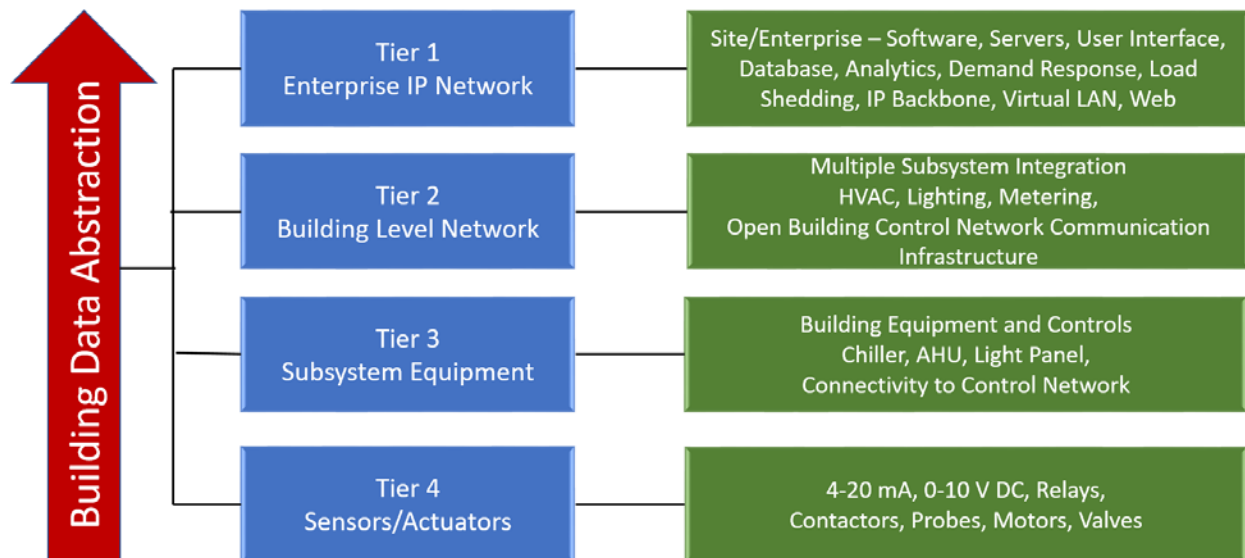 Building Data Abstraction
Tier 1
Enterprise IP Network
Site/Enterprise – Software, Servers, User Interface,
Database, Analytics, Demand Response, Load
Shedding, IP Backbone, Virtual LAN, Web
Tier 2
Building Level Network
Multiple Subsystem Integration
HVAC, Lighting, Metering,
Open Building Control Network Communication
Infrastructure
Tier 3
Subsystem Equipment
Building Equipment and Controls
Chiller, AHU, Light Panel,
Connectivity to Control Network
Tier 4
Sensors/Actuators
4-20 mA, 0-10 V DC, Relays,
Contactors, Probes, Motors, Valves